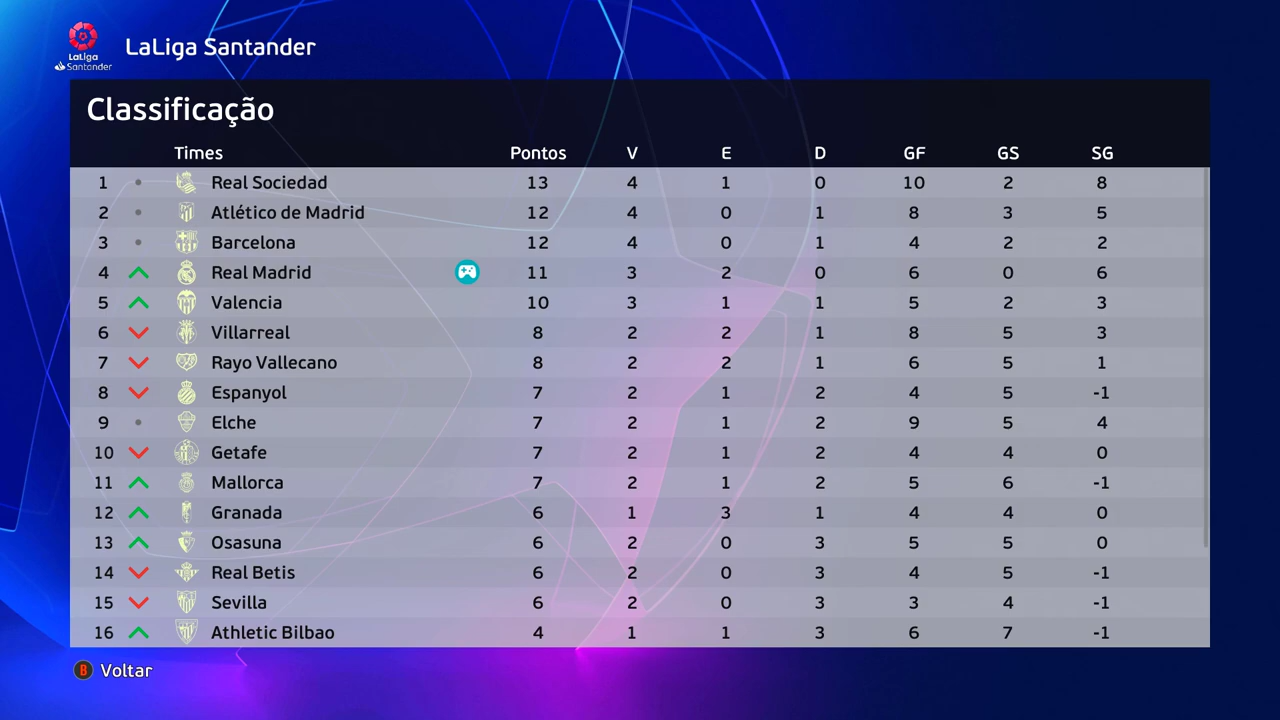 LaLiga
Santander
LaLiga Santander
Classificação
Times Pontos V E D GF GS SG
1 Real Sociedad 13 4 1 0 10 2 8
2 Atlético de Madrid 12 4 0 1 8 3 5
3 Barcelona 12 4 0 1 4 2 2
4 Real Madrid 11 3 2 0 6 0 6
5 Valencia 10 3 1 1 5 2 3
6 Villarreal 8 2 2 1 8 5 3
7 Rayo Vallecano 8 2 2 1 6 5 1
8 Espanyol 7 2 1 2 4 5 -1
9 Elche 7 2 1 2 9 5 4
10 Getafe 7 2 1 2 4 4 0
11 Mallorca 7 2 1 2 5 6 -1
12 Granada 6 1 3 1 4 4 0
13 Osasuna 6 2 0 3 5 5 0
14 Real Betis 6 2 0 3 4 5 -1
15 Sevilla 6 2 0 3 3 4 -1
16 Athletic Bilbao 4 1 1 3 6 7 -1
B Voltar